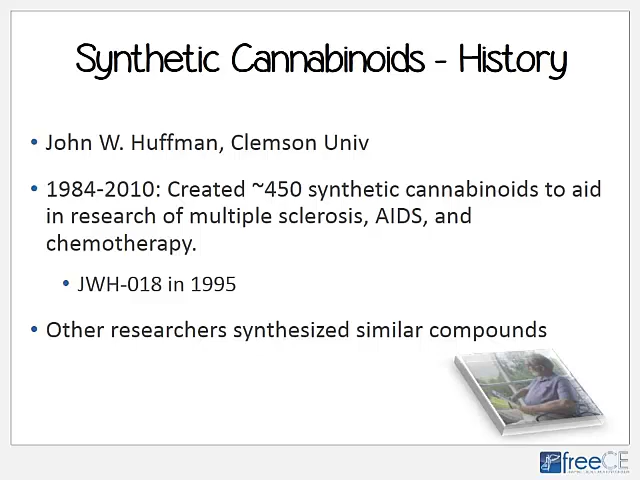 Synthetic Cannabinoids - History
• John W. Huffman, Clemson Univ
• 1984-2010: Created ~450 synthetic cannabinoids to aid
in research of multiple sclerosis, AIDS, and
chemotherapy.
• JWH-018 in 1995
• Other researchers synthesized similar compounds
freeCE